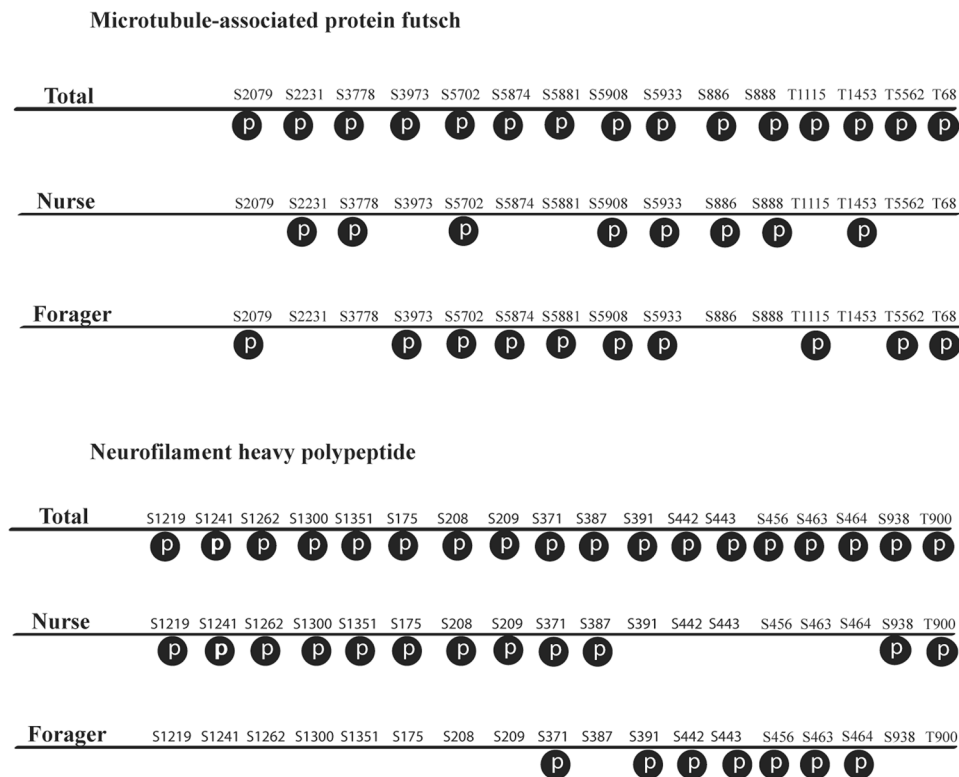 Microtubule-associated protein futsch
Total S2079 S2231 S3778 S3973 S5702 S5874 S5881 S5908 S5933 S886 S888 T1115 T1453 T5562 T68
p p p p p p p p p p p p p p p
Nurse S2079 S2231 S3778 S3973 S5702 S5874 S5881 S5908 S5933 S886 S888 T1115 T1453 T5562 T68
p p p p p p p p
Forager S2079 S2231 S3778 S3973 S5702 S5874 S5881 S5908 S5933 S886 S888 T1115 T1453 T5562 T68
p p p p p p p p p p
Neurofilament heavy polypeptide
Total S1219 S1241 S1262 S1300 S1351 S175 S208 S209 S371 S387 S391 S442 S443 S456 S463 S464 S938 T900
p p p p p p p p p p p p p p p p p p
Nurse S1219 S1241 S1262 S1300 S1351 S175 S208 S209 S371 S387 S391 S442 S443 S456 S463 S464 S938 T900
p p p p p p p p p p p p
Forager S1219 S1241 S1262 S1300 S1351 S175 S208 S209 S371 S387 S391 S442 S443 S456 S463 S464 S938 T900
p p p p p p p